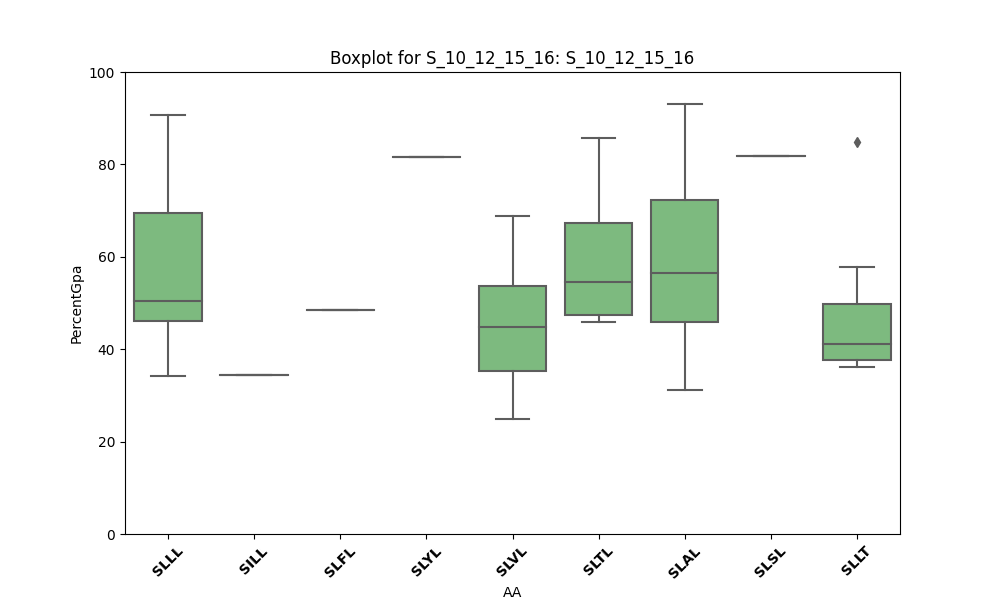 Boxplot for S_10_12_15_16: S_10_12_15_16
100
80
60
40
20
0
PercentGpa
SLLL
SILL
SLFL
SLYL
SLVL
SLTL
SLAL
SLSL
SLLT
AA